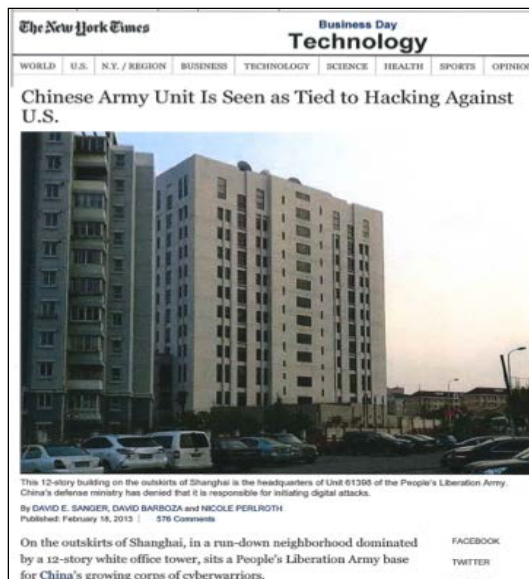 The New York Times
Business Day
Technology
WORLD U.S. N.Y. / REGION BUSINESS TECHNOLOGY SCIENCE HEALTH SPORTS OPINION
Chinese Army Unit Is Seen as Tied to Hacking Against
U.S.
This 12-story building on the outskirts of Shanghai is the headquarters of Unit 61398 of the People's Liberation Army.
China's defense ministry has denied that it is responsible for initiating digital attacks.
By DAVID E. SANGER, DAVID BARBOZA and NICOLE PERLROTH
Published: February 18, 2013 | 576 Comments
On the outskirts of Shanghai, in a run-down neighborhood dominated
by a 12-story white office tower, sits a People's Liberation Army base
for China's growing corps of cyberwarriors.
FACEBOOK
TWITTER